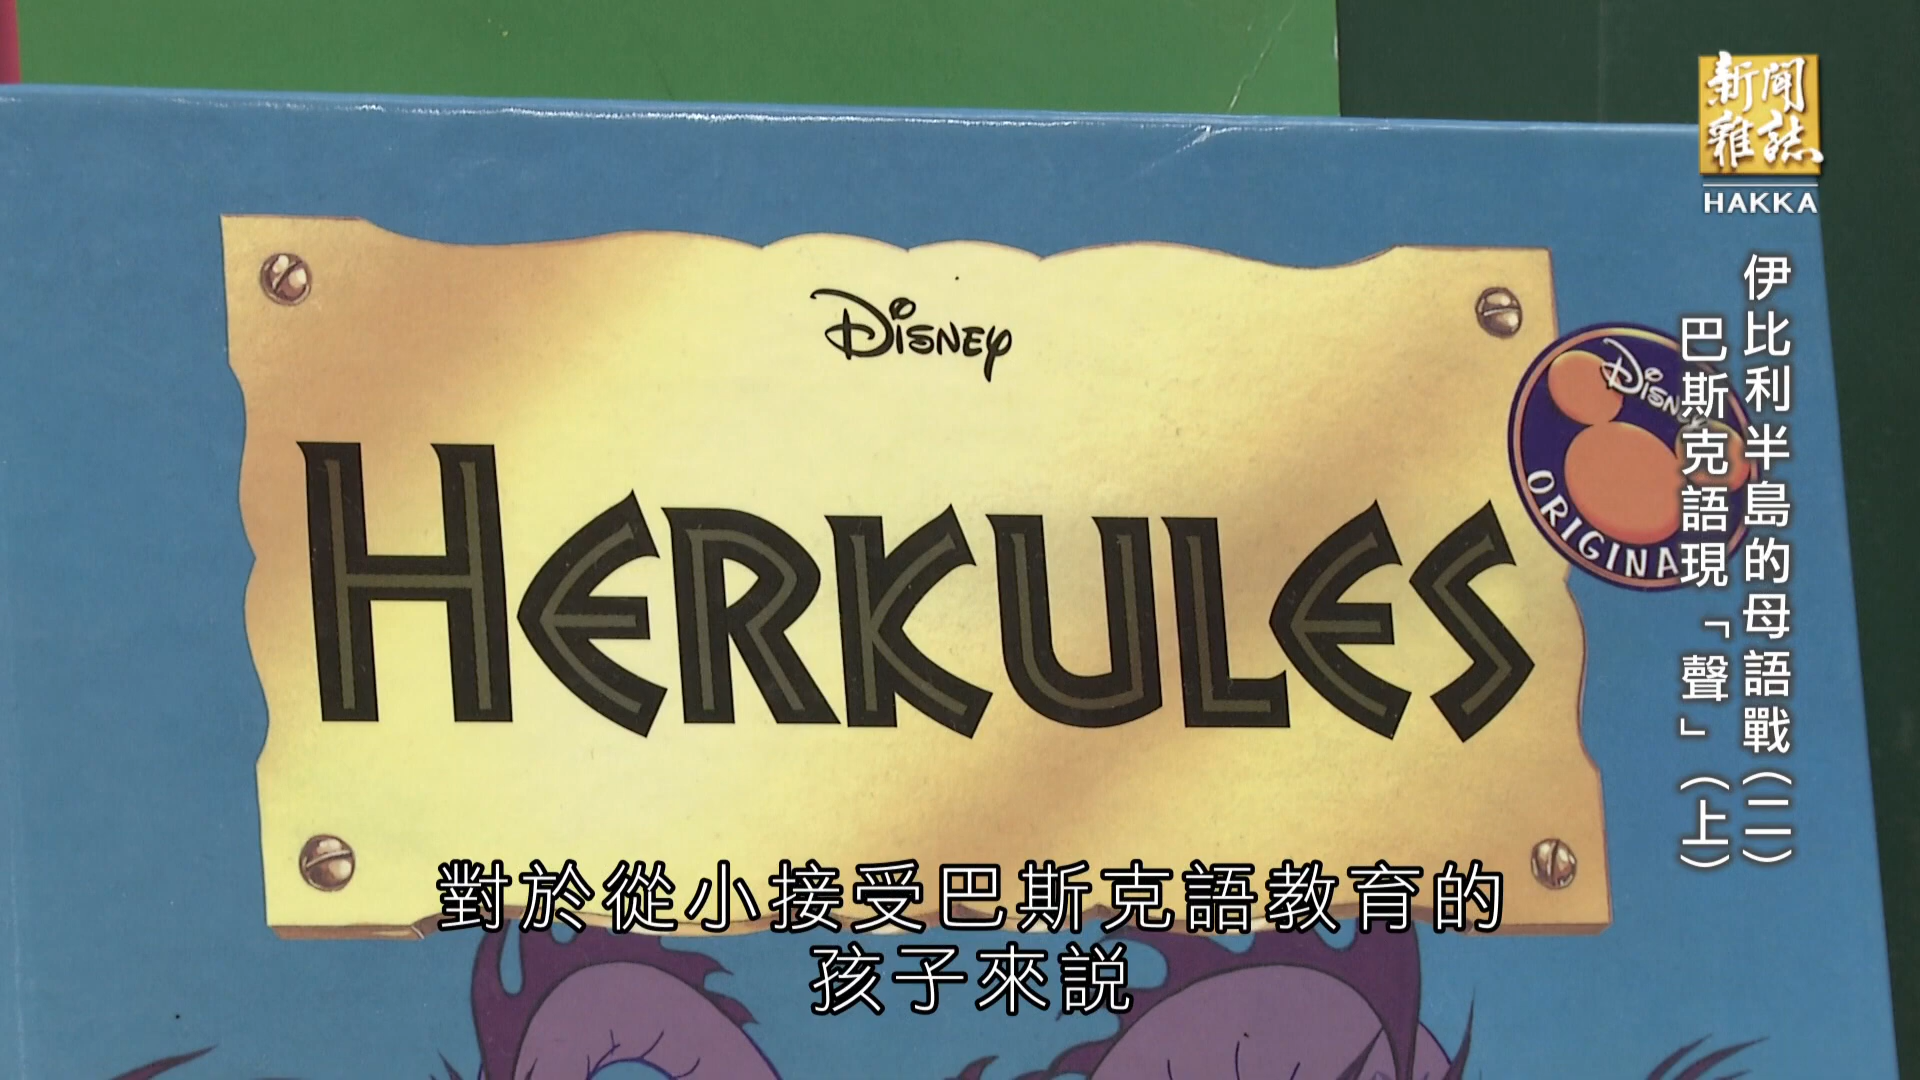 新聞
雜誌
HAKKA
伊比利半島的母語戰(二)
巴斯克語現「聲」(上)
DISNEY
HERKULES
DISNEY
ORIGINA
對於從小接受巴斯克語教育的
孩子來說